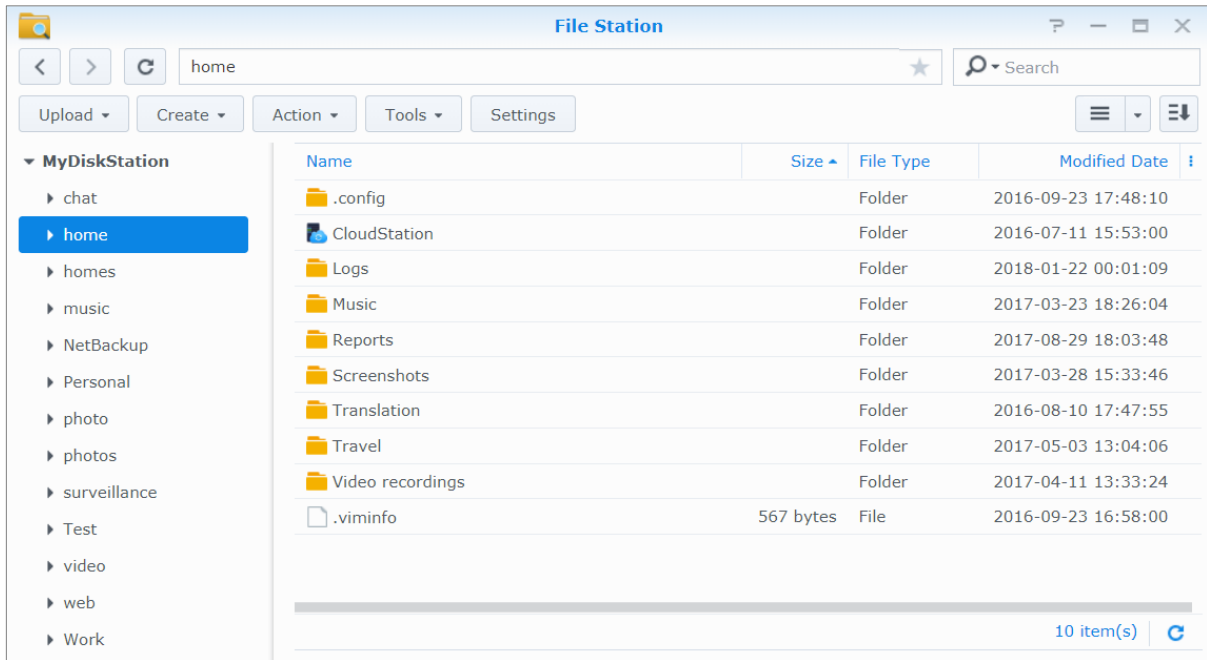 File Station
home
Search
Upload Create Action Tools Settings
MyDiskStation
chat
home
homes
music
NetBackup
Personal
photo
photos
surveillance
Test
video
web
Work
Name Size File Type Modified Date
.config Folder 2016-09-23 17:48:10
CloudStation Folder 2016-07-11 15:53:00
Logs Folder 2018-01-22 00:01:09
Music Folder 2017-03-23 18:26:04
Reports Folder 2017-08-29 18:03:48
Screenshots Folder 2017-03-28 15:33:46
Translation Folder 2016-08-10 17:47:55
Travel Folder 2017-05-03 13:04:06
Video recordings Folder 2017-04-11 13:33:24
.viminfo 567 bytes File 2016-09-23 16:58:00
10 item(s)